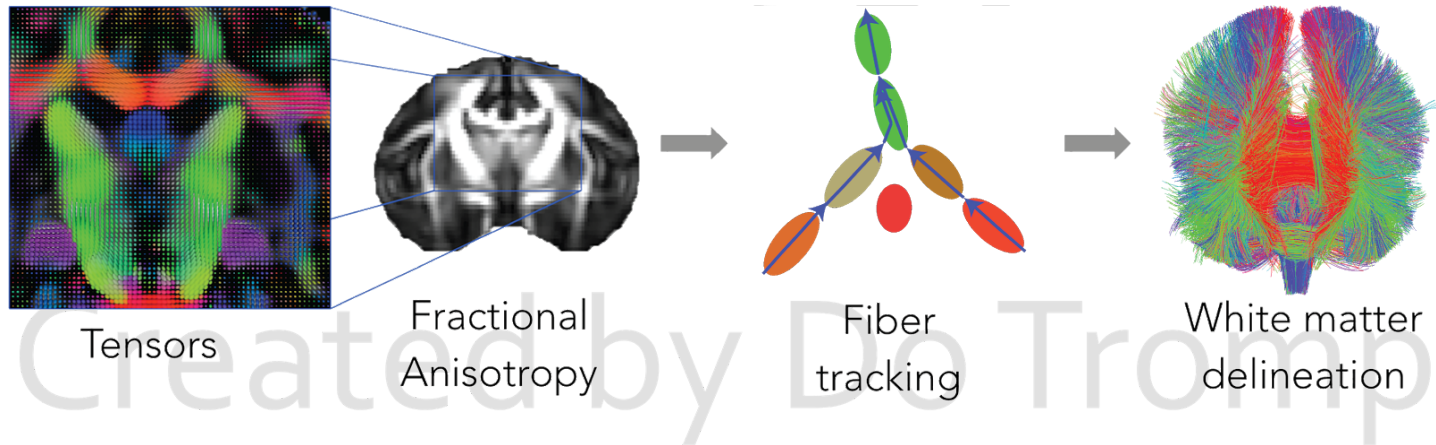 Tensors
Fractional
Anisotropy
Fiber
tracking
White matter
delineation
Created by Do Tromp